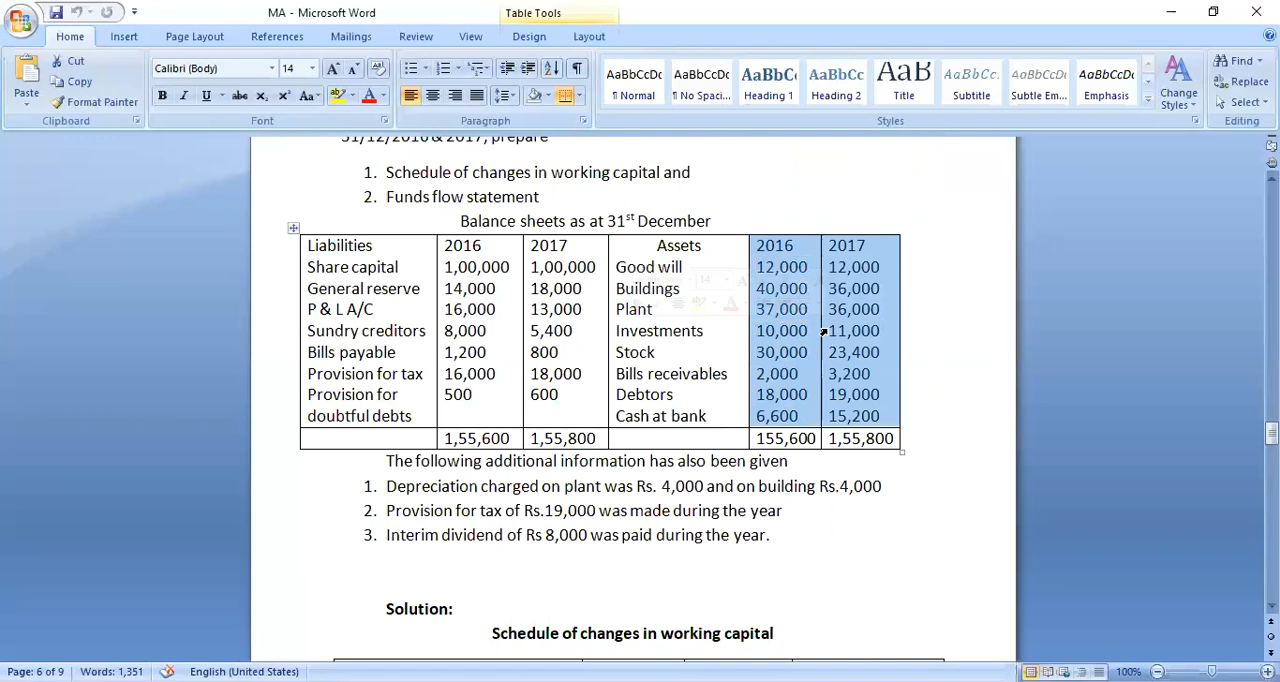 MA - Microsoft Word
Table Tools
Home Insert Page Layout References Mailings Review View Design Layout
Paste
Cut
Copy
Format Painter
Clipboard
Calibri (Body) 14
Font
Paragraph
AaBbCcDc AaBbCcDc AaBbC AaBbCc AaB AaBbCc. AaBbCcDc AaBbCcDc
¶ Normal ¶ No Spaci... Heading 1 Heading 2 Title Subtitle Subtle Em... Emphasis
Change Styles
Styles
Find
Replace
Select
Editing
31/12/2016 & 2017, prepare
1. Schedule of changes in working capital and
2. Funds flow statement
Balance sheets as at 31st December
Liabilities 2016 2017 Assets 2016 2017
Share capital 1,00,000 1,00,000 Good will 12,000 12,000
General reserve 14,000 18,000 Buildings 40,000 36,000
P & L A/C 16,000 13,000 Plant 37,000 36,000
Sundry creditors 8,000 5,400 Investments 10,000 11,000
Bills payable 1,200 800 Stock 30,000 23,400
Provision for tax 16,000 18,000 Bills receivables 2,000 3,200
Provision for 500 600 Debtors 18,000 19,000
doubtful debts Cash at bank 6,600 15,200
1,55,600 1,55,800 155,600 1,55,800
The following additional information has also been given
1. Depreciation charged on plant was Rs. 4,000 and on building Rs.4,000
2. Provision for tax of Rs.19,000 was made during the year
3. Interim dividend of Rs 8,000 was paid during the year.
Solution:
Schedule of changes in working capital
Page: 6 of 9 Words: 1,351 English (United States) 100%